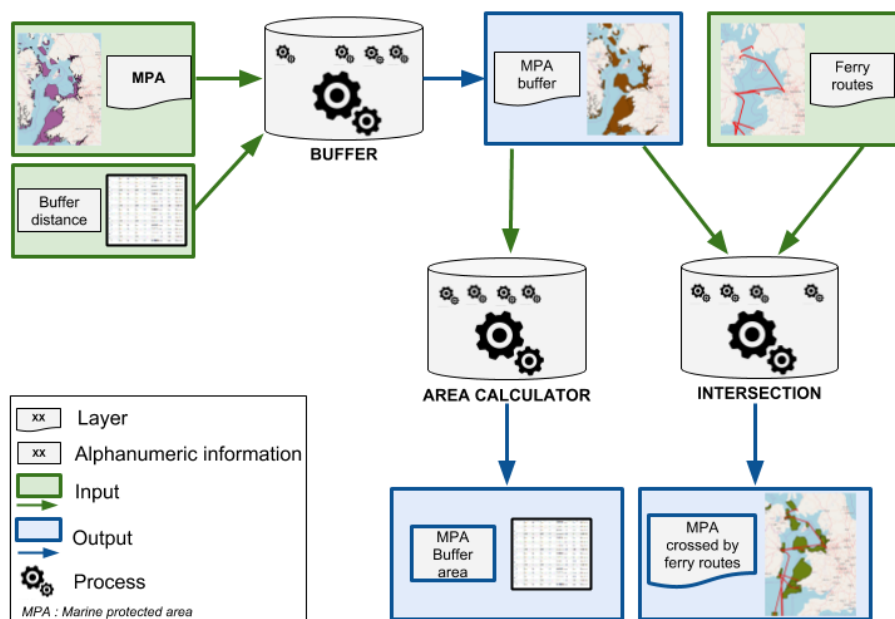 MPA
Buffer
distance
BUFFER
MPA
buffer
Ferry
routes
AREA CALCULATOR
INTERSECTION
MPA
Buffer
area
MPA
crossed by
ferry routes
xx Layer
xx Alphanumeric information
Input
Output
Process
MPA : Marine protected area